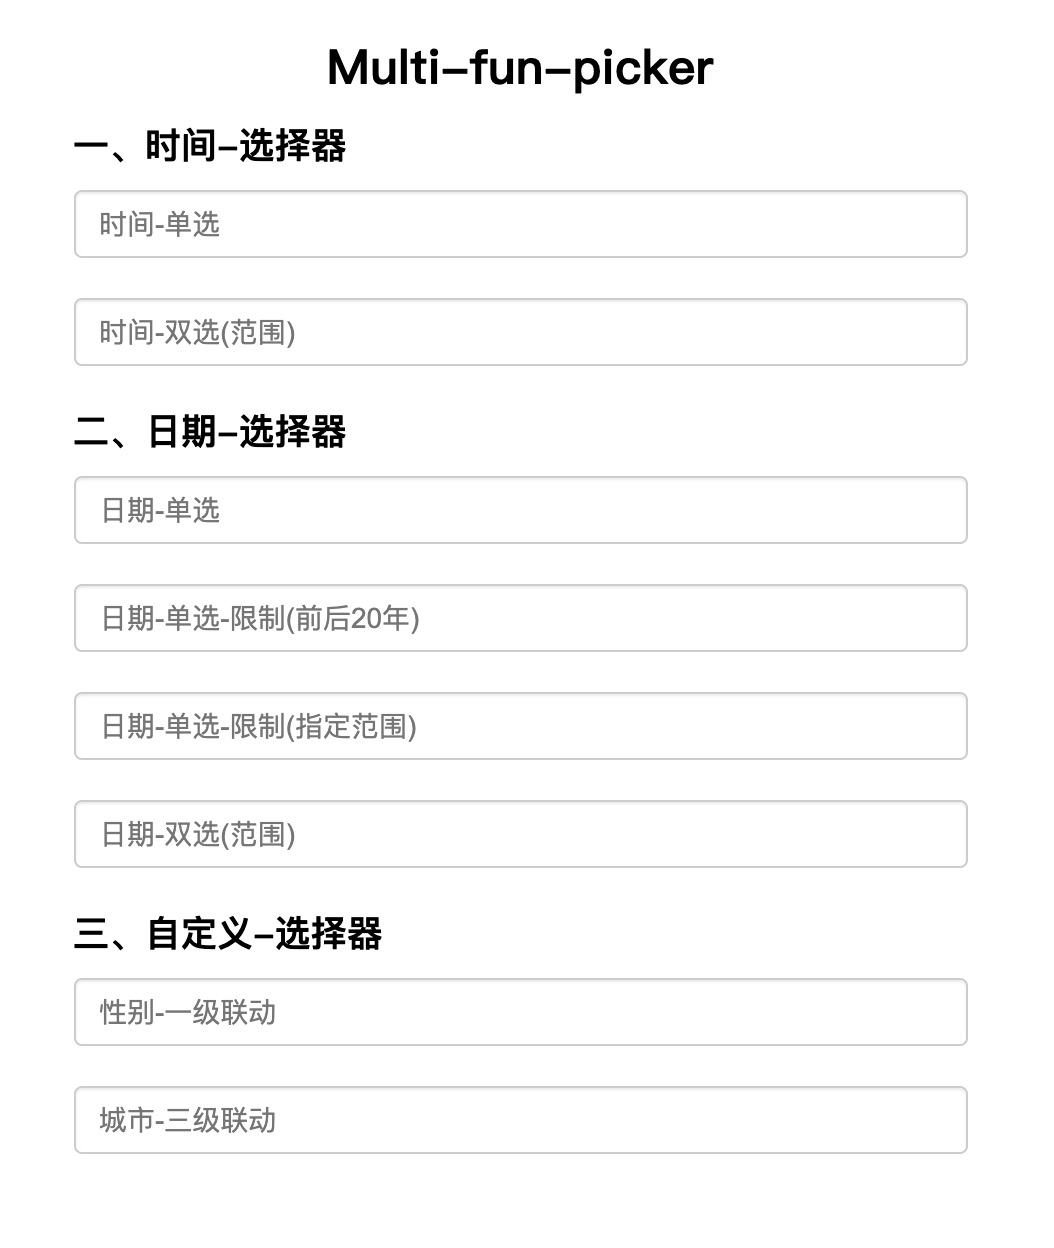 Multi-fun-picker
一、时间-选择器
时间-单选
时间-双选(范围)
二、日期-选择器
日期-单选
日期-单选-限制(前后20年)
日期-单选-限制(指定范围)
日期-双选(范围)
三、自定义-选择器
性别-一级联动
城市-三级联动